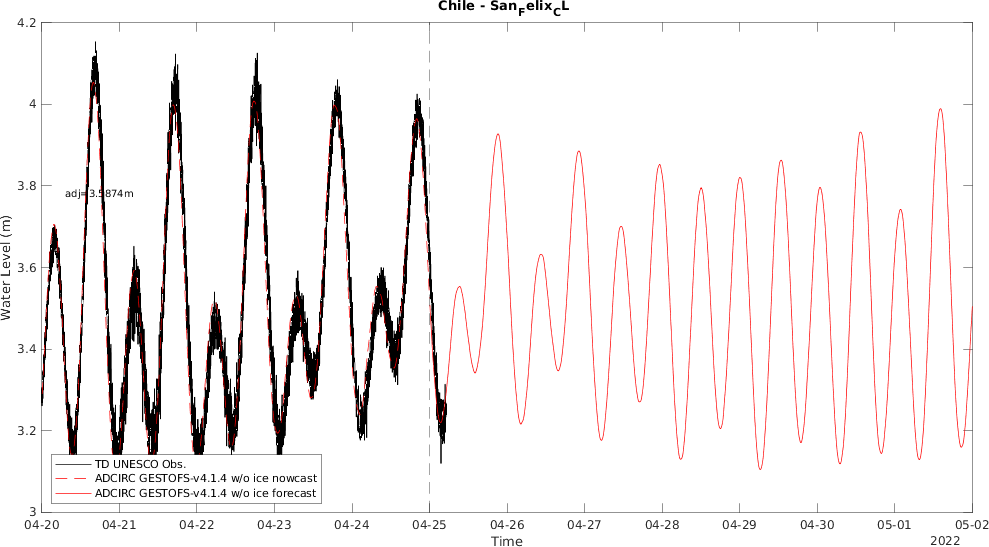 Chile - SanFelixCL
4.2
4
3.8
3.6
3.4
3.2
3
Water Level (m)
adj=3.5874m
TD UNESCO Obs.
ADCIRC GESTOFS-v4.1.4 w/o ice nowcast
ADCIRC GESTOFS-v4.1.4 w/o ice forecast
04-20 04-21 04-22 04-23 04-24 04-25 04-26 04-27 04-28 04-29 04-30 05-01 05-02
Time
2022